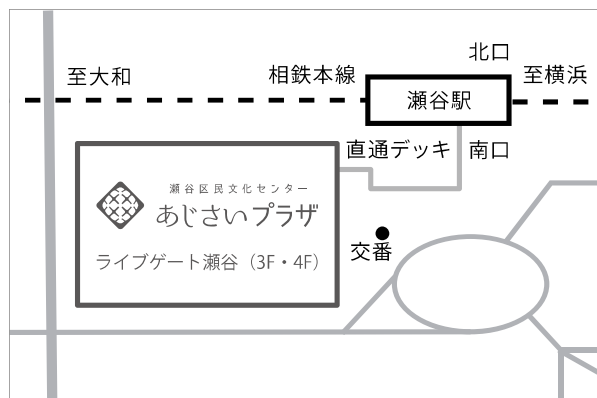 北口
至大和
相鉄本線
至横浜
瀬谷駅
直通デッキ
南口
瀬谷区民文化センター
あじさいプラザ
ライブゲート瀬谷（3F・4F）
交番